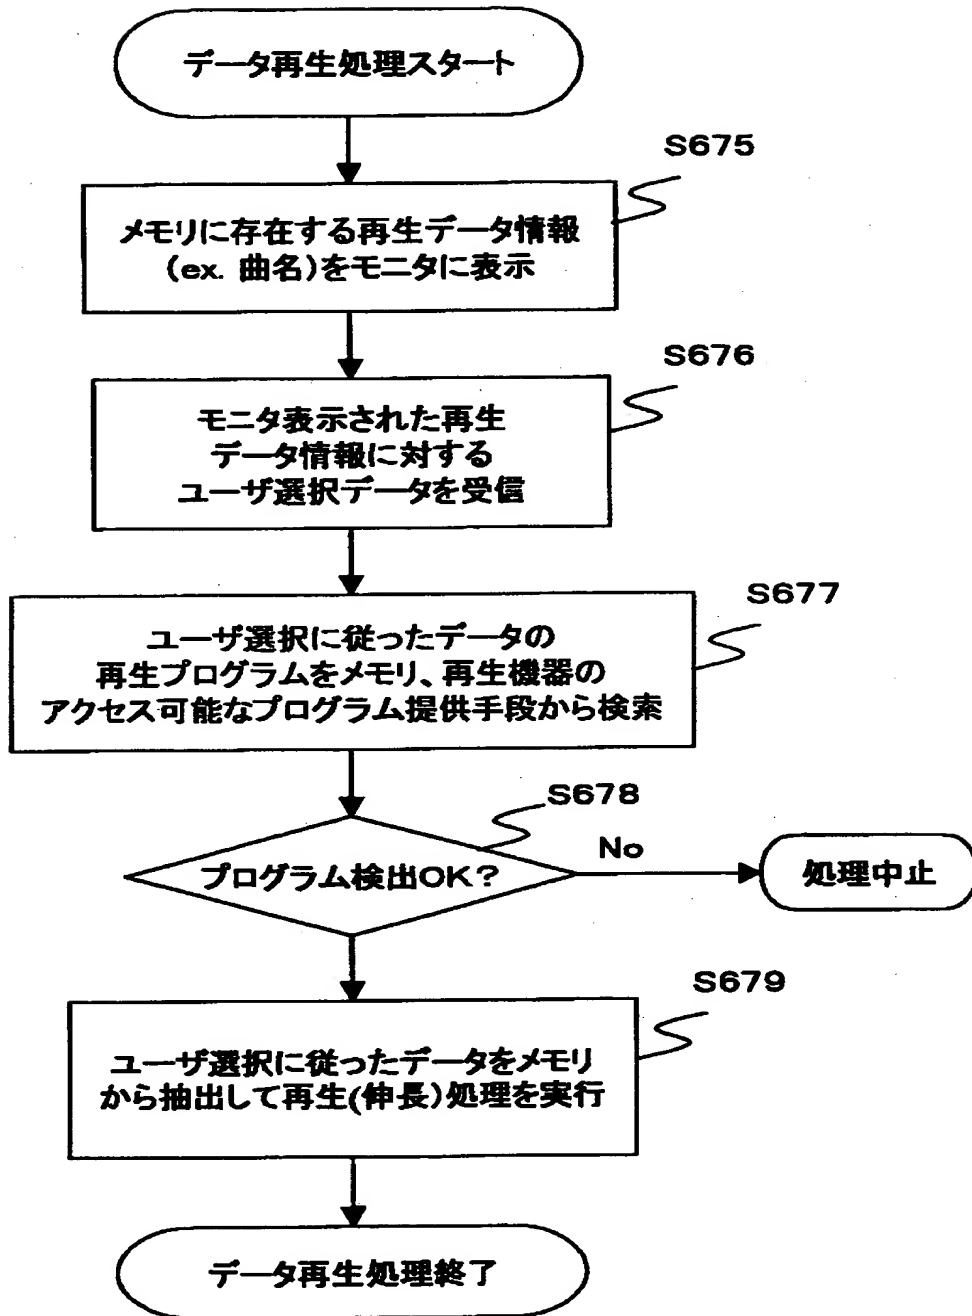 データ再生処理スタート
S675
メモリに存在する再生データ情報
(ex. 曲名)をモニタに表示
S676
モニタ表示された再生
データ情報に対する
ユーザ選択データを受信
S677
ユーザ選択に従ったデータの
再生プログラムをメモリ、再生機器の
アクセス可能なプログラム提供手段から検索
S678
プログラム検出OK?
No
処理中止
S679
ユーザ選択に従ったデータをメモリ
から抽出して再生(伸長)処理を実行
データ再生処理終了